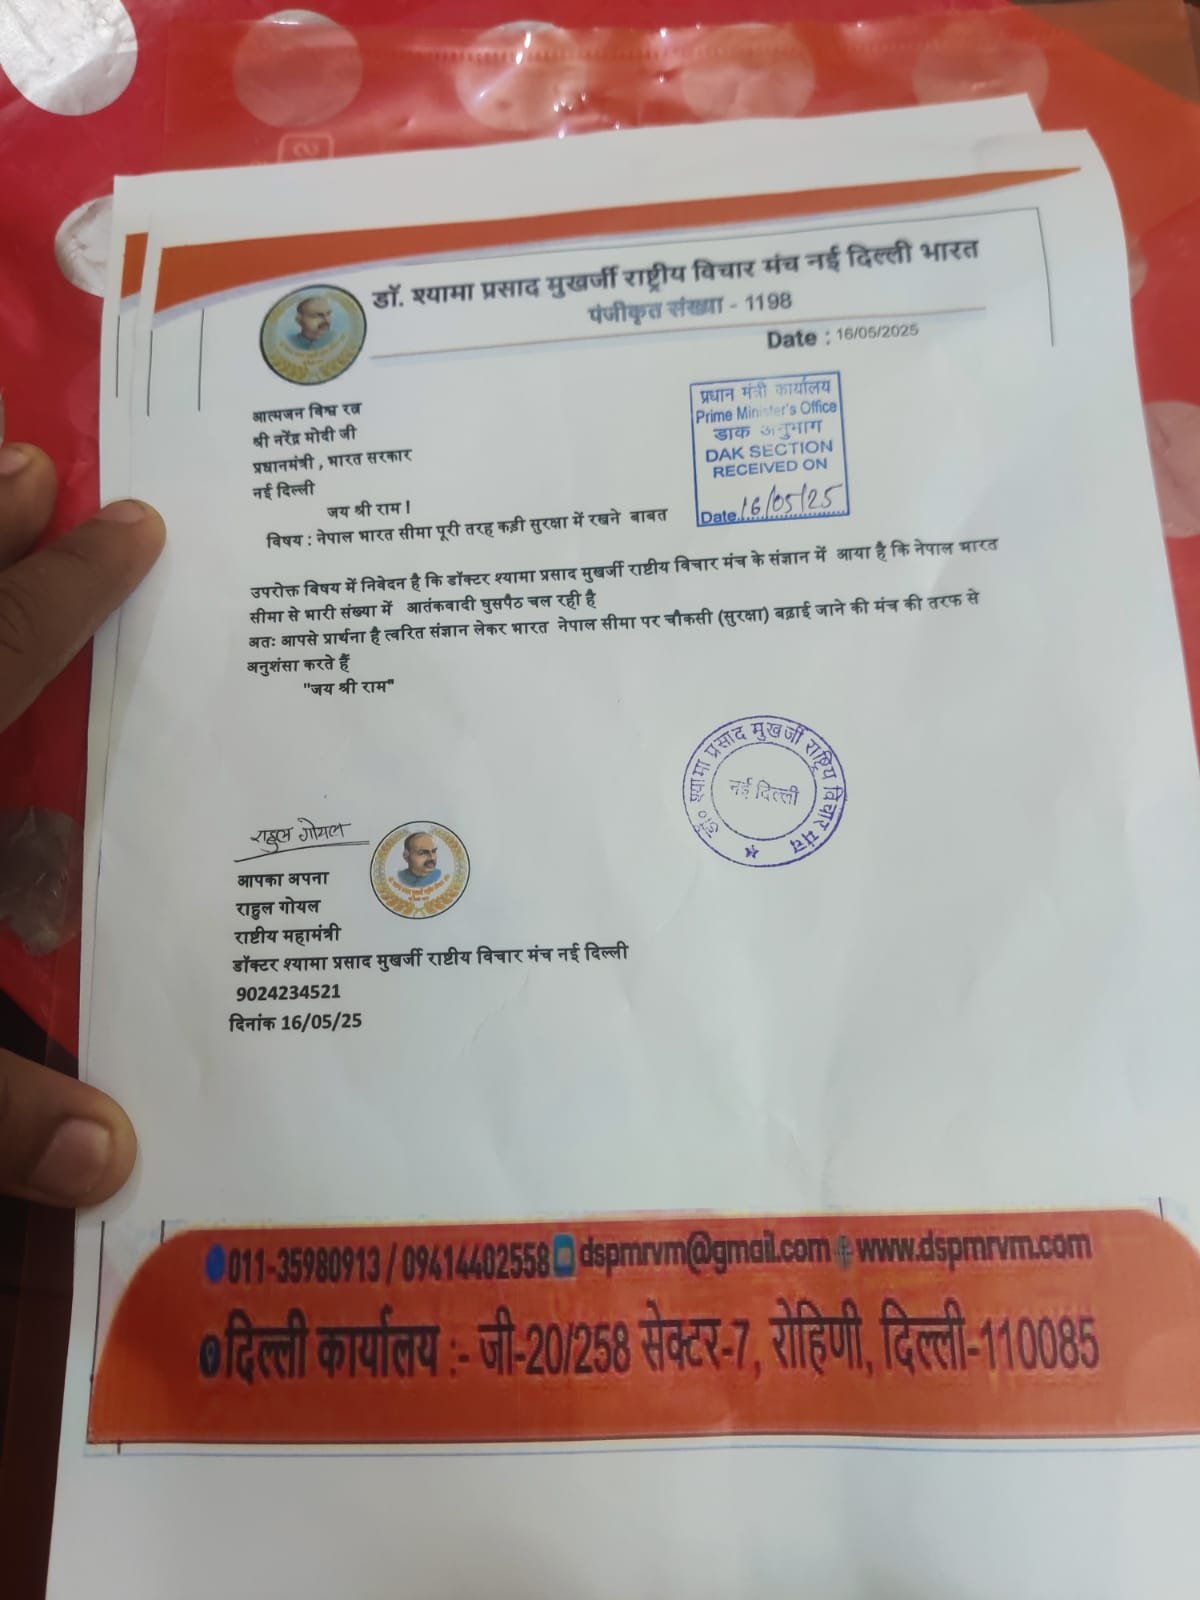 डॉ. श्यामा प्रसाद मुखर्जी राष्ट्रीय विचार मंच नई दिल्ली भारत
पंजीकृत संख्या - 1198
Date : 16/05/2025
प्रधान मंत्री कार्यालय
Prime Minister's Office
डाक अनुभाग
DAK SECTION
RECEIVED ON
Date 16/05/25
आत्मजन विश्व रत्न
श्री नरेंद्र मोदी जी
प्रधानमंत्री , भारत सरकार
नई दिल्ली
जय श्री राम !
विषय : नेपाल भारत सीमा पूरी तरह कड़ी सुरक्षा में रखने बाबत
उपरोक्त विषय में निवेदन है कि डॉक्टर श्यामा प्रसाद मुखर्जी राष्ट्रीय विचार मंच के संज्ञान में आया है कि नेपाल भारत
सीमा से भारी संख्या में आतंकवादी घुसपैठ चल रही है
अतः आपसे प्रार्थना है त्वरित संज्ञान लेकर भारत नेपाल सीमा पर चौकसी (सुरक्षा) बढ़ाई जाने की मंच की तरफ से
अनुशंसा करते हैं
"जय श्री राम"
डॉ० श्यामा प्रसाद मुखर्जी राष्ट्रिय विचार मंच
नई दिल्ली
राहुल गोयल
आपका अपना
राहुल गोयल
राष्टीय महामंत्री
डॉक्टर श्यामा प्रसाद मुखर्जी राष्टीय विचार मंच नई दिल्ली
9024234521
दिनांक 16/05/25
011-35980913 / 09414402558 dspmrvm@gmail.com www.dspmrvm.com
दिल्ली कार्यालय :- जी-20/258 सेक्टर-7, रोहिणी, दिल्ली-110085